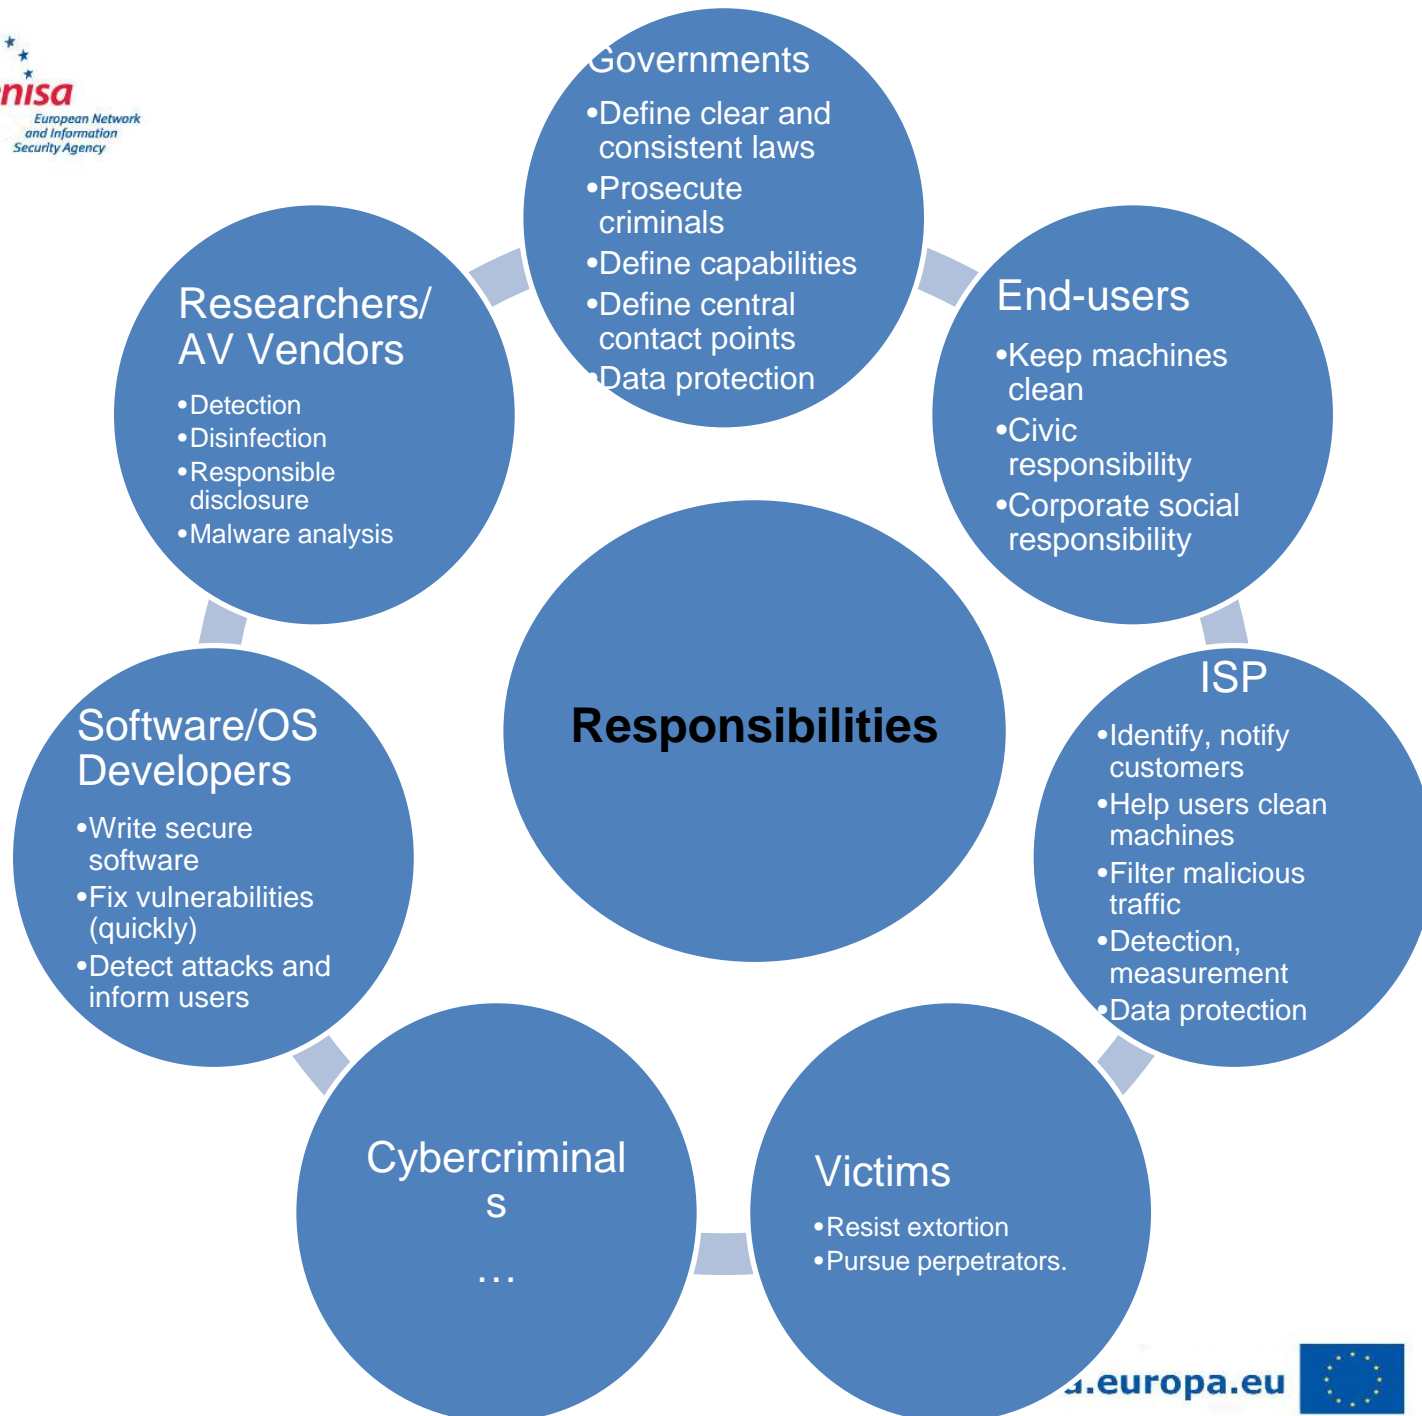 European Network
and Information
Security Agency
Governments
•Define clear and
consistent laws
•Prosecute
criminals
•Define capabilities
•Define central
contact points
•Data protection
End-users
•Keep machines
clean
•Civic
responsibility
•Corporate social
responsibility
ISP
•Identify, notify
customers
•Help users clean
machines
•Filter malicious
traffic
•Detection,
measurement
•Data protection
Victims
•Resist extortion
•Pursue perpetrators.
Cybercriminal
s
…
Software/OS
Developers
•Write secure
software
•Fix vulnerabilities
(quickly)
•Detect attacks and
inform users
Researchers/
AV Vendors
•Detection
•Disinfection
•Responsible
disclosure
•Malware analysis
Responsibilities
.europa.eu